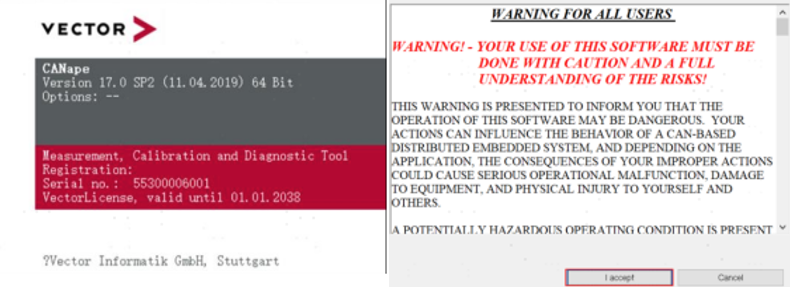 VECTOR
CANape
Version 17.0 SP2 (11.04.2019) 64 Bit
Options: --
Measurement, Calibration and Diagnostic Tool
Registration:
Serial no.: 55300006001
VectorLicense, valid until 01.01.2038
?Vector Informatik GmbH, Stuttgart
WARNING FOR ALL USERS
WARNING! - YOUR USE OF THIS SOFTWARE MUST BE
DONE WITH CAUTION AND A FULL
UNDERSTANDING OF THE RISKS!
THIS WARNING IS PRESENTED TO INFORM YOU THAT THE
OPERATION OF THIS SOFTWARE MAY BE DANGEROUS. YOUR
ACTIONS CAN INFLUENCE THE BEHAVIOR OF A CAN-BASED
DISTRIBUTED EMBEDDED SYSTEM, AND DEPENDING ON THE
APPLICATION, THE CONSEQUENCES OF YOUR IMPROPER ACTIONS
COULD CAUSE SERIOUS OPERATIONAL MALFUNCTION, DAMAGE
TO EQUIPMENT, AND PHYSICAL INJURY TO YOURSELF AND
OTHERS.
A POTENTIALLY HAZARDOUS OPERATING CONDITION IS PRESENT
I accept
Cancel